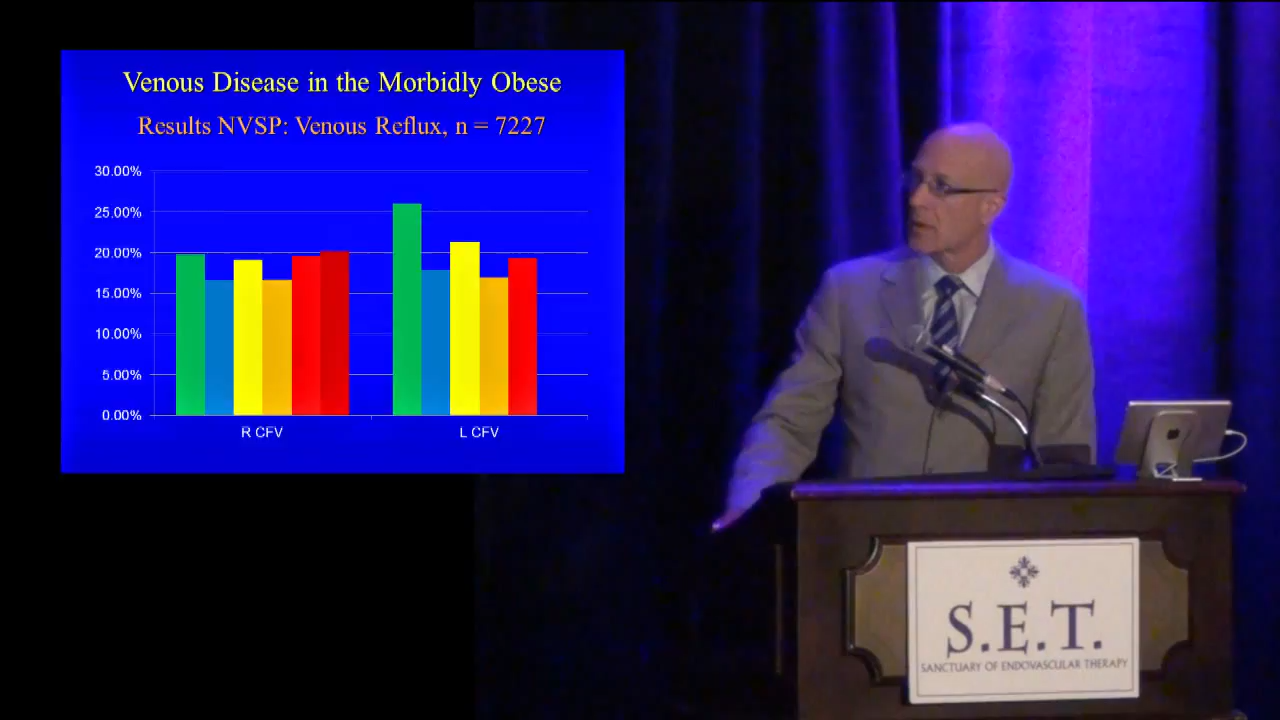 Venous Disease in the Morbidly Obese
Results NVSP: Venous Reflux, n = 7227
30.00%
25.00%
20.00%
15.00%
10.00%
5.00%
0.00%
R CFV
L CFV
S.E.T.
SANCTUARY OF ENDOVASCULAR THERAPY